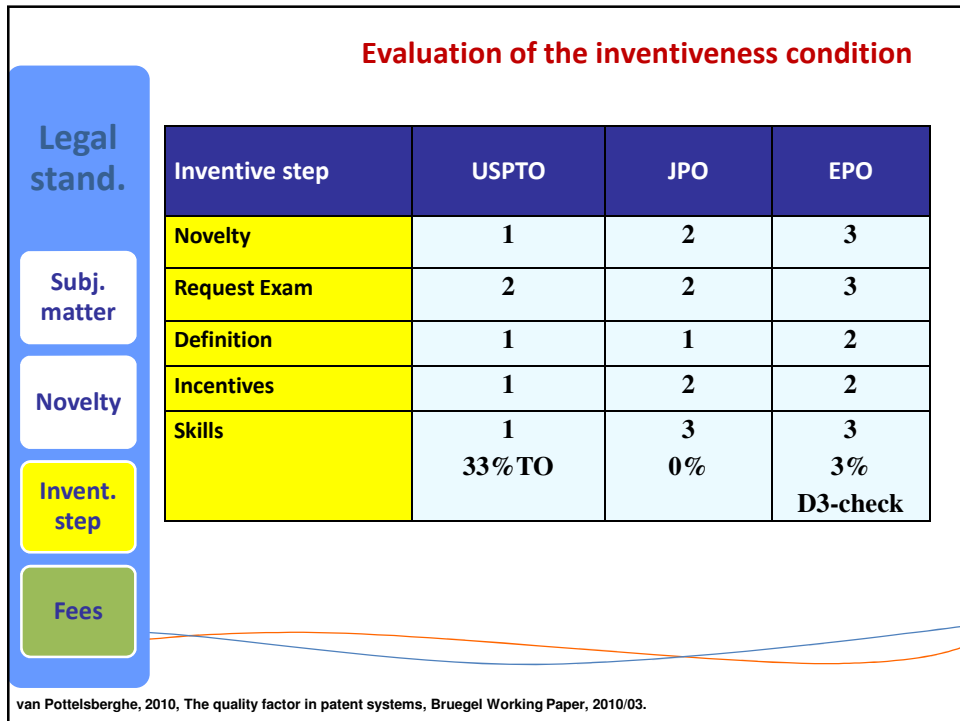 Evaluation of the inventiveness condition
Legal
stand.
Subj.
matter
Novelty
Invent.
step
Fees
Inventive step USPTO JPO EPO
Novelty 1 2 3
Request Exam 2 2 3
Definition 1 1 2
Incentives 1 2 2
Skills 1 3 3
33%TO 0% 3%
D3-check
van Pottelsberghe, 2010, The quality factor in patent systems, Bruegel Working Paper, 2010/03.